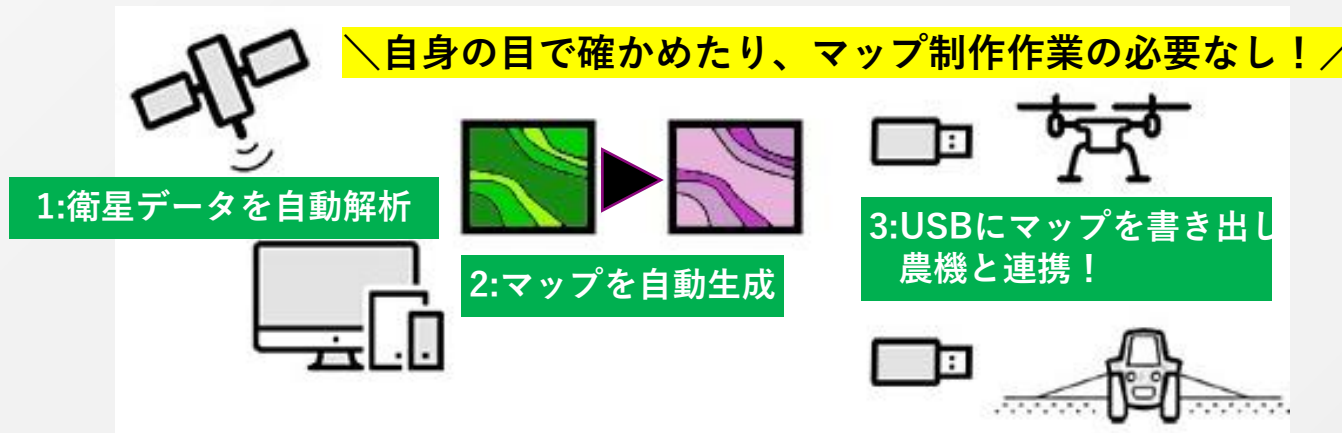 ＼自身の目で確かめたり、マップ制作作業の必要なし！／
1:衛星データを自動解析
2:マップを自動生成
3:USBにマップを書き出し
農機と連携！